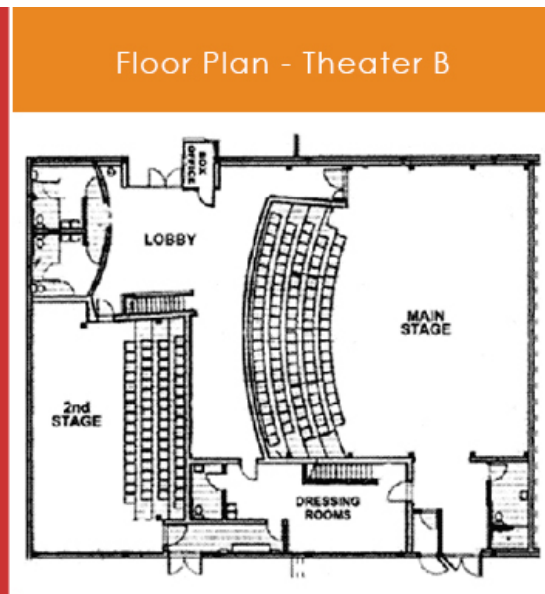 Floor Plan - Theater B
BOX
OFFICE
LOBBY
MAIN
STAGE
2nd
STAGE
DRESSING
ROOMS